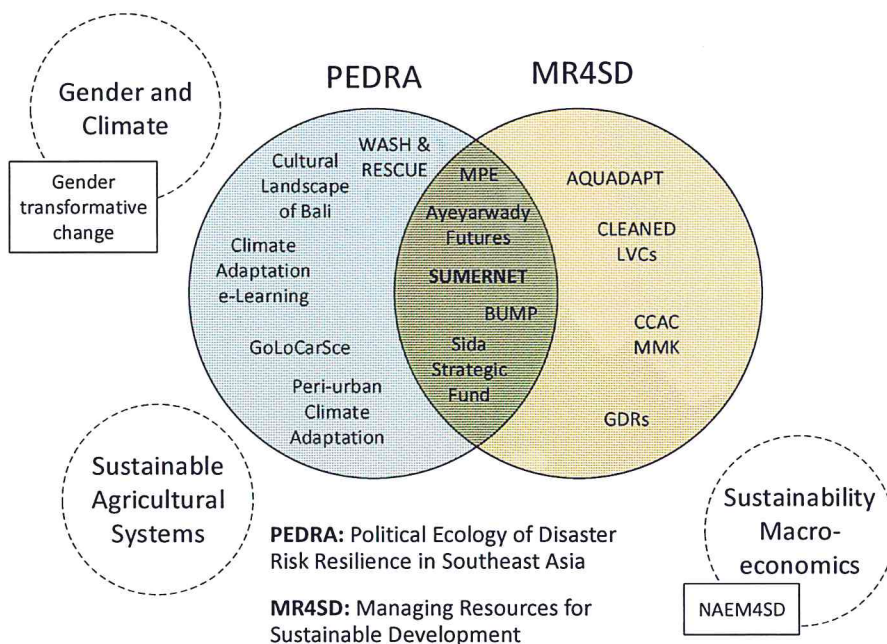 PEDRA
MR4SD
Gender and
Climate
Gender
transformative
change
WASH &
RESCUE
Cultural
Landscape
of Bali
Climate
Adaptation
e-Learning
GoLoCarSce
Peri-urban
Climate
Adaptation
MPE
Ayeyarwady
Futures
SUMERNET
BUMP
Sida
Strategic
Fund
AQUADAPT
CLEANED
LVCs
CCAC
MMK
GDRs
Sustainable
Agricultural
Systems
Sustainability
Macro-
economics
NAEM4SD
PEDRA: Political Ecology of Disaster
Risk Resilience in Southeast Asia
MR4SD: Managing Resources for
Sustainable Development